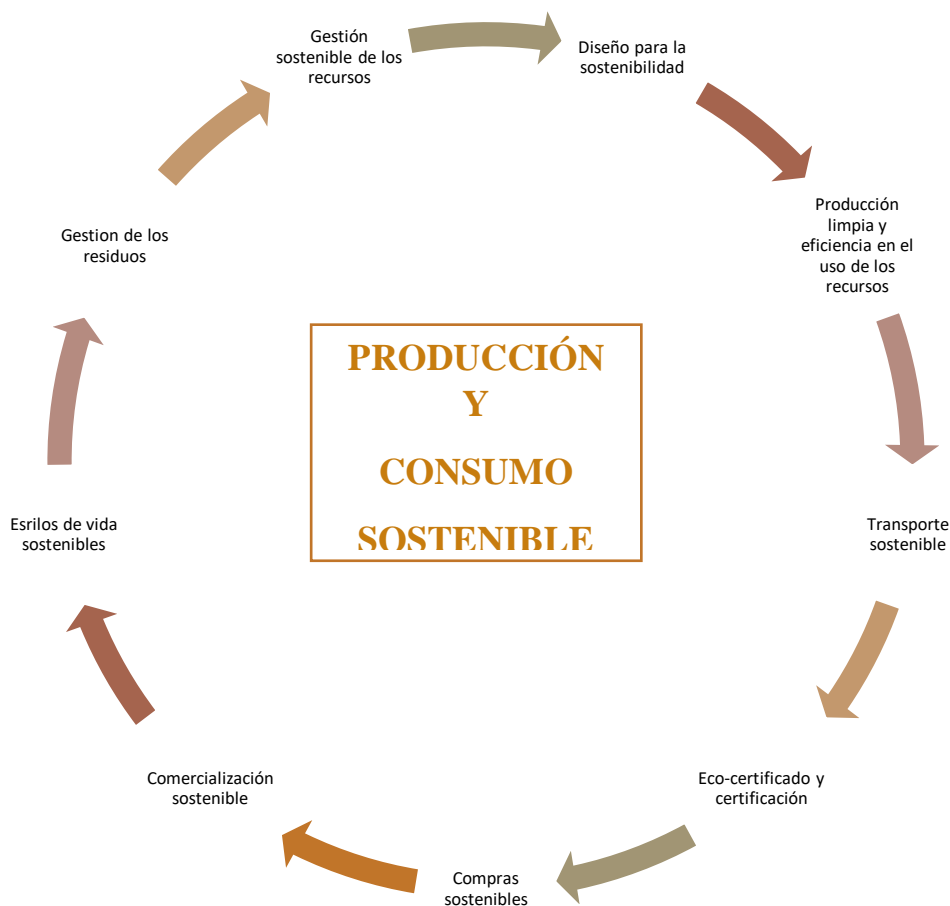 Gestión
sostenible de los
recursos
Diseño para la
sostenibilidad
Producción
limpia y
eficiencia en el
uso de los
recursos
Transporte
sostenible
Eco-certificado y
certificación
Compras
sostenibles
Comercialización
sostenible
Esrilos de vida
sostenibles
Gestion de los
residuos
PRODUCCIÓN
Y
CONSUMO
SOSTENIBLE